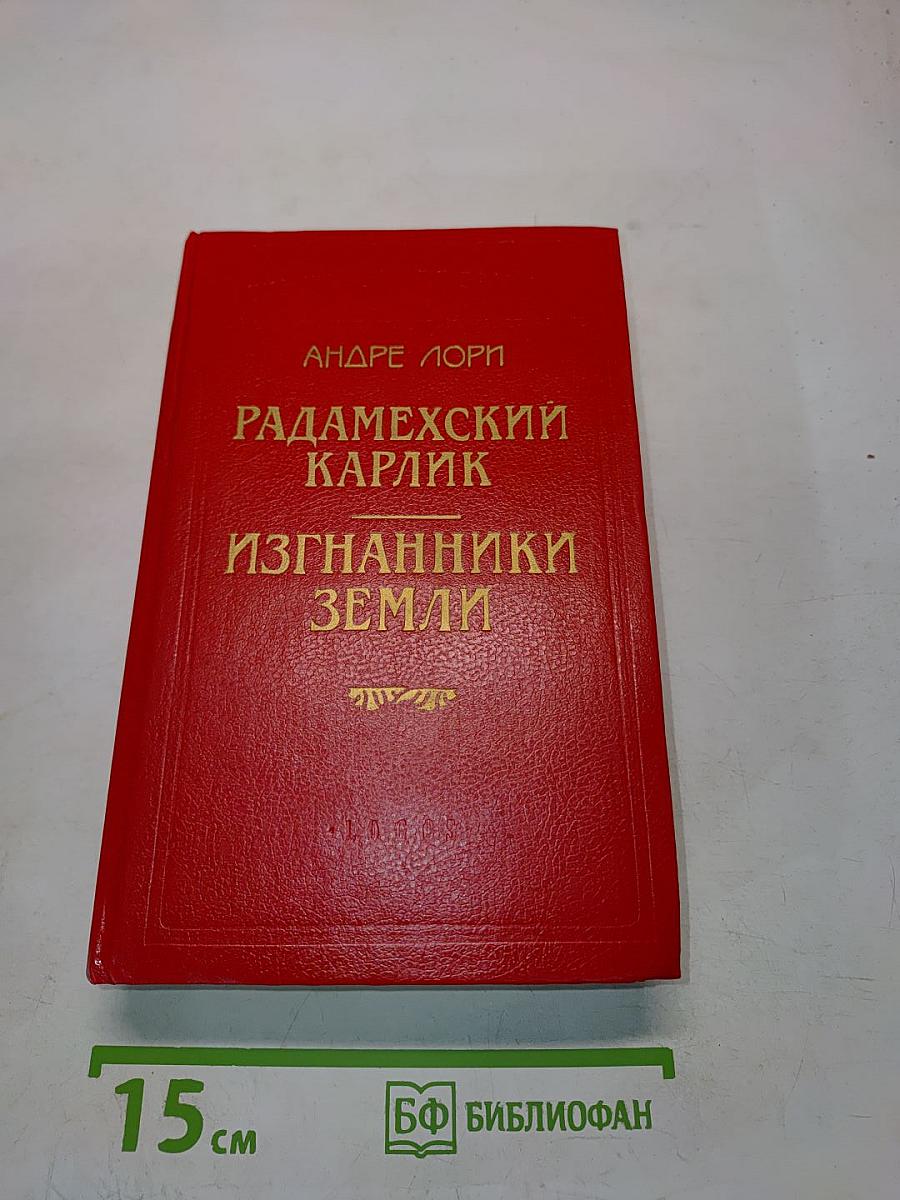 АНДРЕ ЛОРИ
РАДАМЕХСКИЙ
КАРЛИК
ИЗГНАННИКИ
ЗЕМЛИ
15 см
БФ БИБЛИОФАН